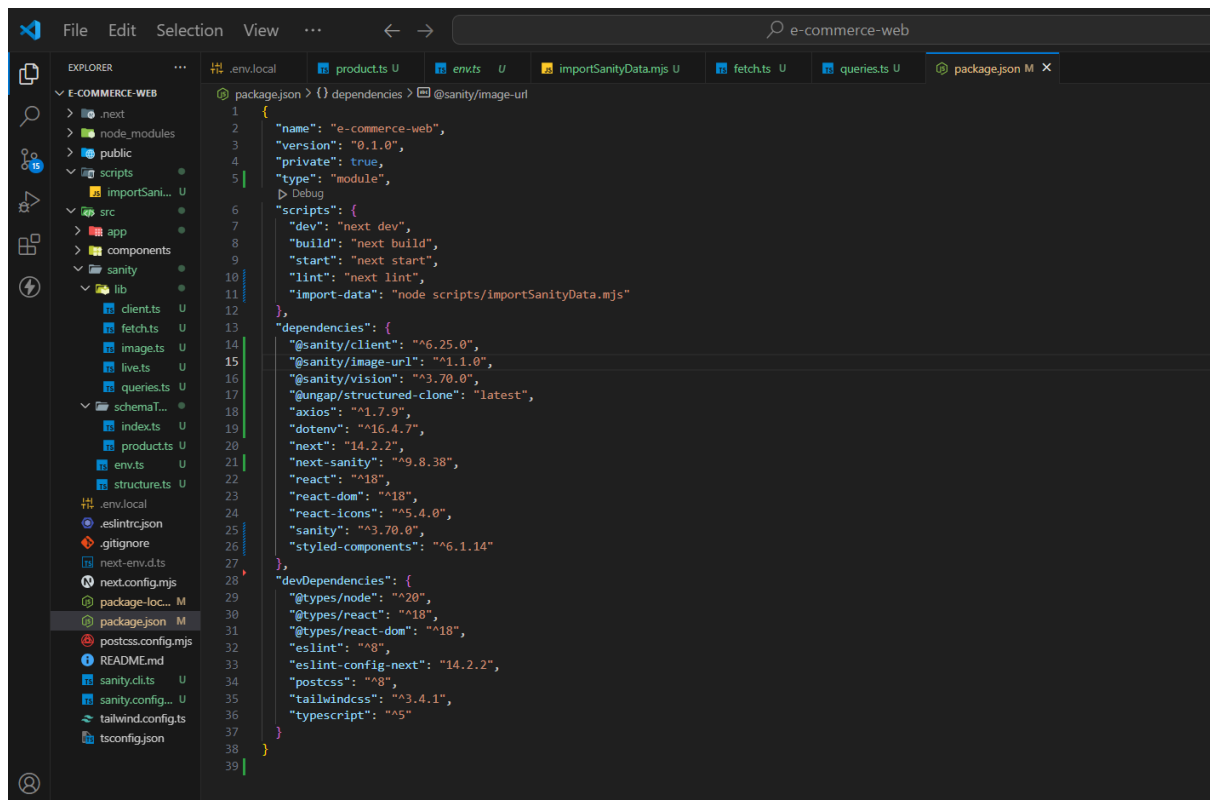 File Edit Selection View ... e-commerce-web
EXPLORER ...
E-COMMERCE-WEB
.next
node_modules
public
scripts
importSani... U
src
app
components
sanity
lib
client.ts U
fetch.ts U
image.ts U
live.ts U
queries.ts U
schemaT...
index.ts U
product.ts U
env.ts U
structure.ts U
.env.local
.eslintrc.json
.gitignore
next-env.d.ts
next.config.mjs
package-loc... M
package.json M
postcss.config.mjs
README.md
sanity.cli.ts U
sanity.config... U
tailwind.config.ts
tsconfig.json
15
.env.local product.ts U env.ts U importSanityData.mjs U fetch.ts U queries.ts U package.json M
package.json > {} dependencies > @sanity/image-url
1 {
2 "name": "e-commerce-web",
3 "version": "0.1.0",
4 "private": true,
5 "type": "module",
Debug
6 "scripts": {
7 "dev": "next dev",
8 "build": "next build",
9 "start": "next start",
10 "lint": "next lint",
11 "import-data": "node scripts/importSanityData.mjs"
12 },
13 "dependencies": {
14 "@sanity/client": "^6.25.0",
15 "@sanity/image-url": "^1.1.0",
16 "@sanity/vision": "^3.70.0",
17 "@ungap/structured-clone": "latest",
18 "axios": "^1.7.9",
19 "dotenv": "^16.4.7",
20 "next": "14.2.2",
21 "next-sanity": "^9.8.38",
22 "react": "^18",
23 "react-dom": "^18",
24 "react-icons": "^5.4.0",
25 "sanity": "^3.70.0",
26 "styled-components": "^6.1.14"
27 },
28 "devDependencies": {
29 "@types/node": "^20",
30 "@types/react": "^18",
31 "@types/react-dom": "^18",
32 "eslint": "^8",
33 "eslint-config-next": "14.2.2",
34 "postcss": "^8",
35 "tailwindcss": "^3.4.1",
36 "typescript": "^5"
37 }
38 }
39